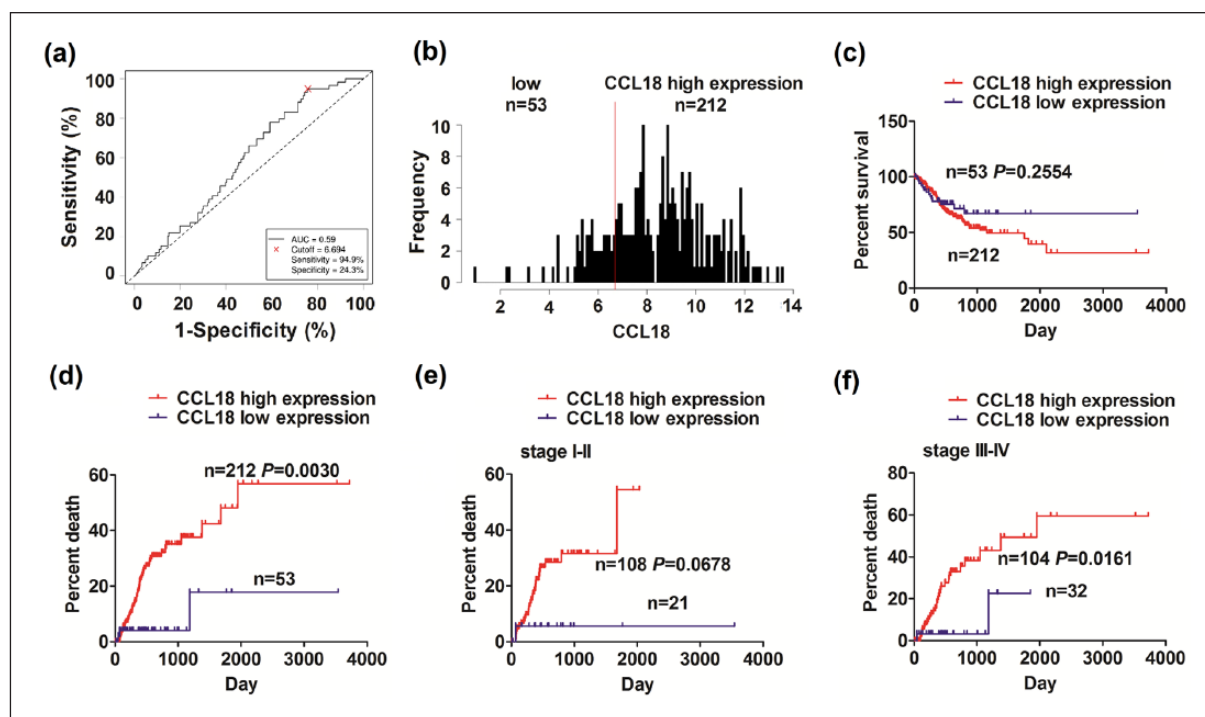 (a)
Sensitivity (%)
100
80
60
40
20
0
AUC = 0.59
Cutoff = 6.694
Sensitivity = 94.9%
Specificity = 24.3%
0 20 40 60 80 100
1-Specificity (%)
(b)
low
n=53
CCL18 high expression
n=212
Frequency
10
8
6
4
2
0
2 4 6 8 10 12 14
CCL18
(c)
CCL18 high expression
CCL18 low expression
Percent survival
150
100
50
0
n=53 P=0.2554
n=212
0 1000 2000 3000 4000
Day
(d)
CCL18 high expression
CCL18 low expression
Percent death
60
40
20
0
n=212 P=0.0030
n=53
0 1000 2000 3000 4000
Day
(e)
CCL18 high expression
CCL18 low expression
stage I-II
Percent death
60
40
20
0
n=108 P=0.0678
n=21
0 1000 2000 3000 4000
Day
(f)
CCL18 high expression
CCL18 low expression
stage III-IV
Percent death
80
60
40
20
0
n=104 P=0.0161
n=32
0 1000 2000 3000 4000
Day